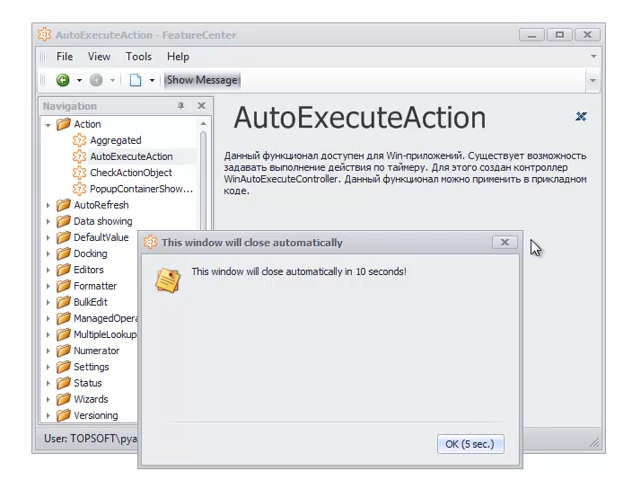 AutoExecuteAction - FeatureCenter
File View Tools Help
Show Message
Navigation
Action
Aggregated
AutoExecuteAction
CheckActionObject
PopupContainerShow...
AutoRefresh
Data showing
DefaultValue
Docking
Editors
Formatter
BulkEdit
ManagedOpera
MultipleLookup
Numerator
Settings
Status
Wizards
Versioning
AutoExecuteAction
Данный функционал доступен для Win-приложений. Существует возможность
задавать выполнение действия по таймеру. Для этого создан контроллер
WinAutoExecuteController. Данный функционал можно применить в прикладном
коде.
This window will close automatically
This window will close automatically in 10 seconds!
OK (5 sec.)
User: TOPSOFT\pya